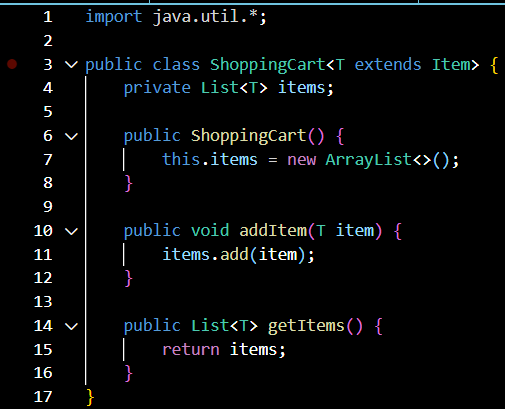 1 import java.util.*;
2
3 public class ShoppingCart<T extends Item> {
4     private List<T> items;
5
6     public ShoppingCart() {
7         this.items = new ArrayList<>();
8     }
9
10     public void addItem(T item) {
11         items.add(item);
12     }
13
14     public List<T> getItems() {
15         return items;
16     }
17 }